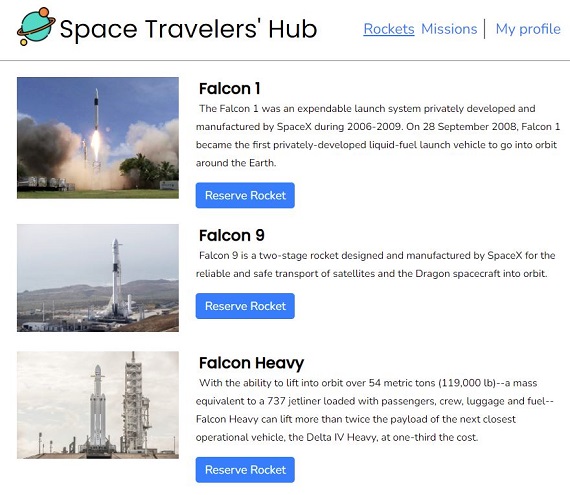 Space Travelers' Hub
Rockets Missions My profile
Falcon 1
The Falcon 1 was an expendable launch system privately developed and
manufactured by SpaceX during 2006-2009. On 28 September 2008, Falcon 1
became the first privately-developed liquid-fuel launch vehicle to go into orbit
around the Earth.
Reserve Rocket
Falcon 9
Falcon 9 is a two-stage rocket designed and manufactured by SpaceX for the
reliable and safe transport of satellites and the Dragon spacecraft into orbit.
Reserve Rocket
Falcon Heavy
With the ability to lift into orbit over 54 metric tons (119,000 lb)--a mass
equivalent to a 737 jetliner loaded with passengers, crew, luggage and fuel--
Falcon Heavy can lift more than twice the payload of the next closest
operational vehicle, the Delta IV Heavy, at one-third the cost.
Reserve Rocket